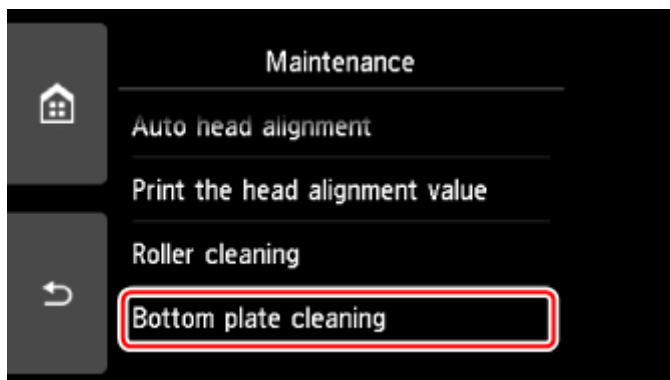 Maintenance
Auto head alignment
Print the head alignment value
Roller cleaning
Bottom plate cleaning